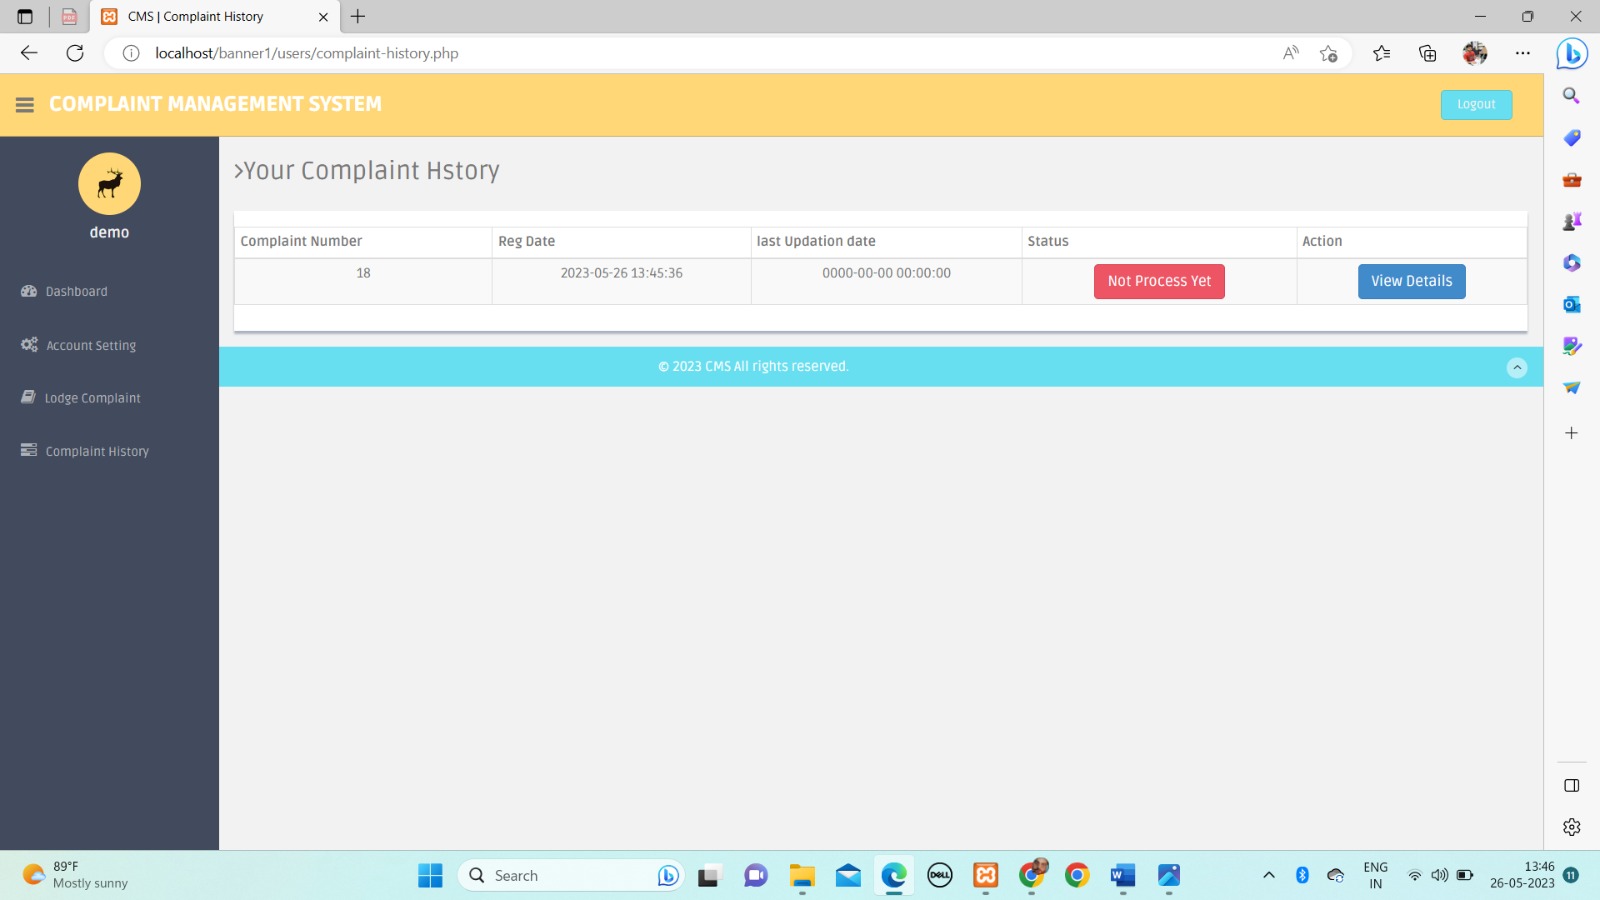 CMS | Complaint History
localhost/banner1/users/complaint-history.php
COMPLAINT MANAGEMENT SYSTEM
Logout
demo
Dashboard
Account Setting
Lodge Complaint
Complaint History
>Your Complaint Hstory
Complaint Number Reg Date last Updation date Status Action
18 2023-05-26 13:45:36 0000-00-00 00:00:00 Not Process Yet View Details
© 2023 CMS All rights reserved.
89°F
Mostly sunny
Search
DELL
ENG
IN
13:46
26-05-2023
11